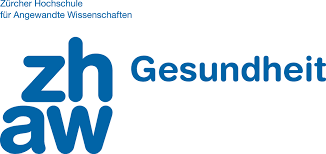 Zürcher Hochschule
für Angewandte Wissenschaften
zh
aw
Gesundheit